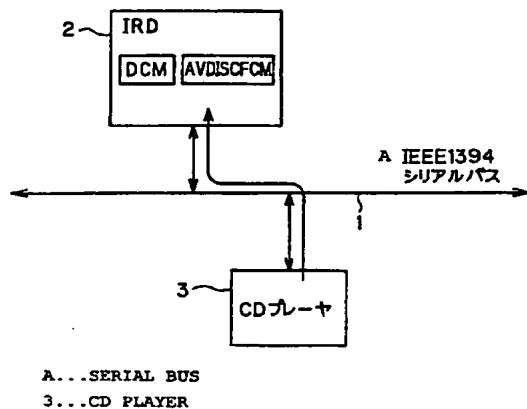 2
IRD
DCM
AVDISCFCM
A IEEE1394
シリアルバス
1
3
CDプレーヤ
A...SERIAL BUS
3...CD PLAYER